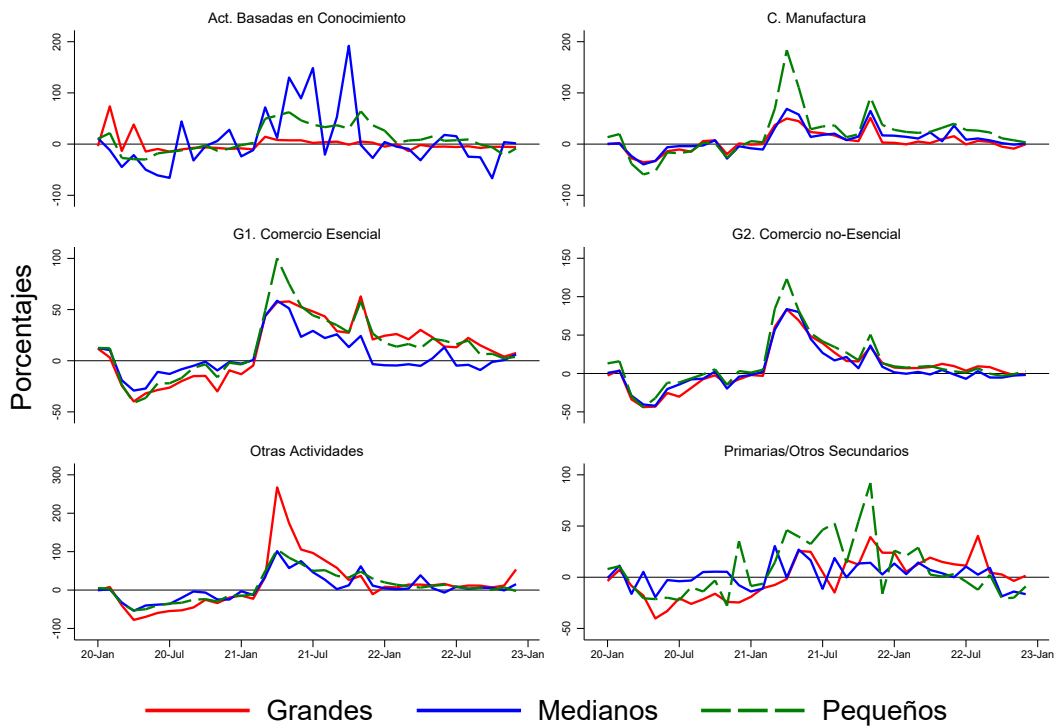 Act. Basadas en Conocimiento
C. Manufactura
200
100
0
-100
200
100
0
-100
G1. Comercio Esencial
G2. Comercio no-Esencial
100
50
0
-50
150
100
50
0
-50
Porcentajes
Otras Actividades
Primarias/Otros Secundarios
300
200
100
0
-100
100
50
0
-50
20-Jan 20-Jul 21-Jan 21-Jul 22-Jan 22-Jul 23-Jan
20-Jan 20-Jul 21-Jan 21-Jul 22-Jan 22-Jul 23-Jan
Grandes Medianos Pequeños